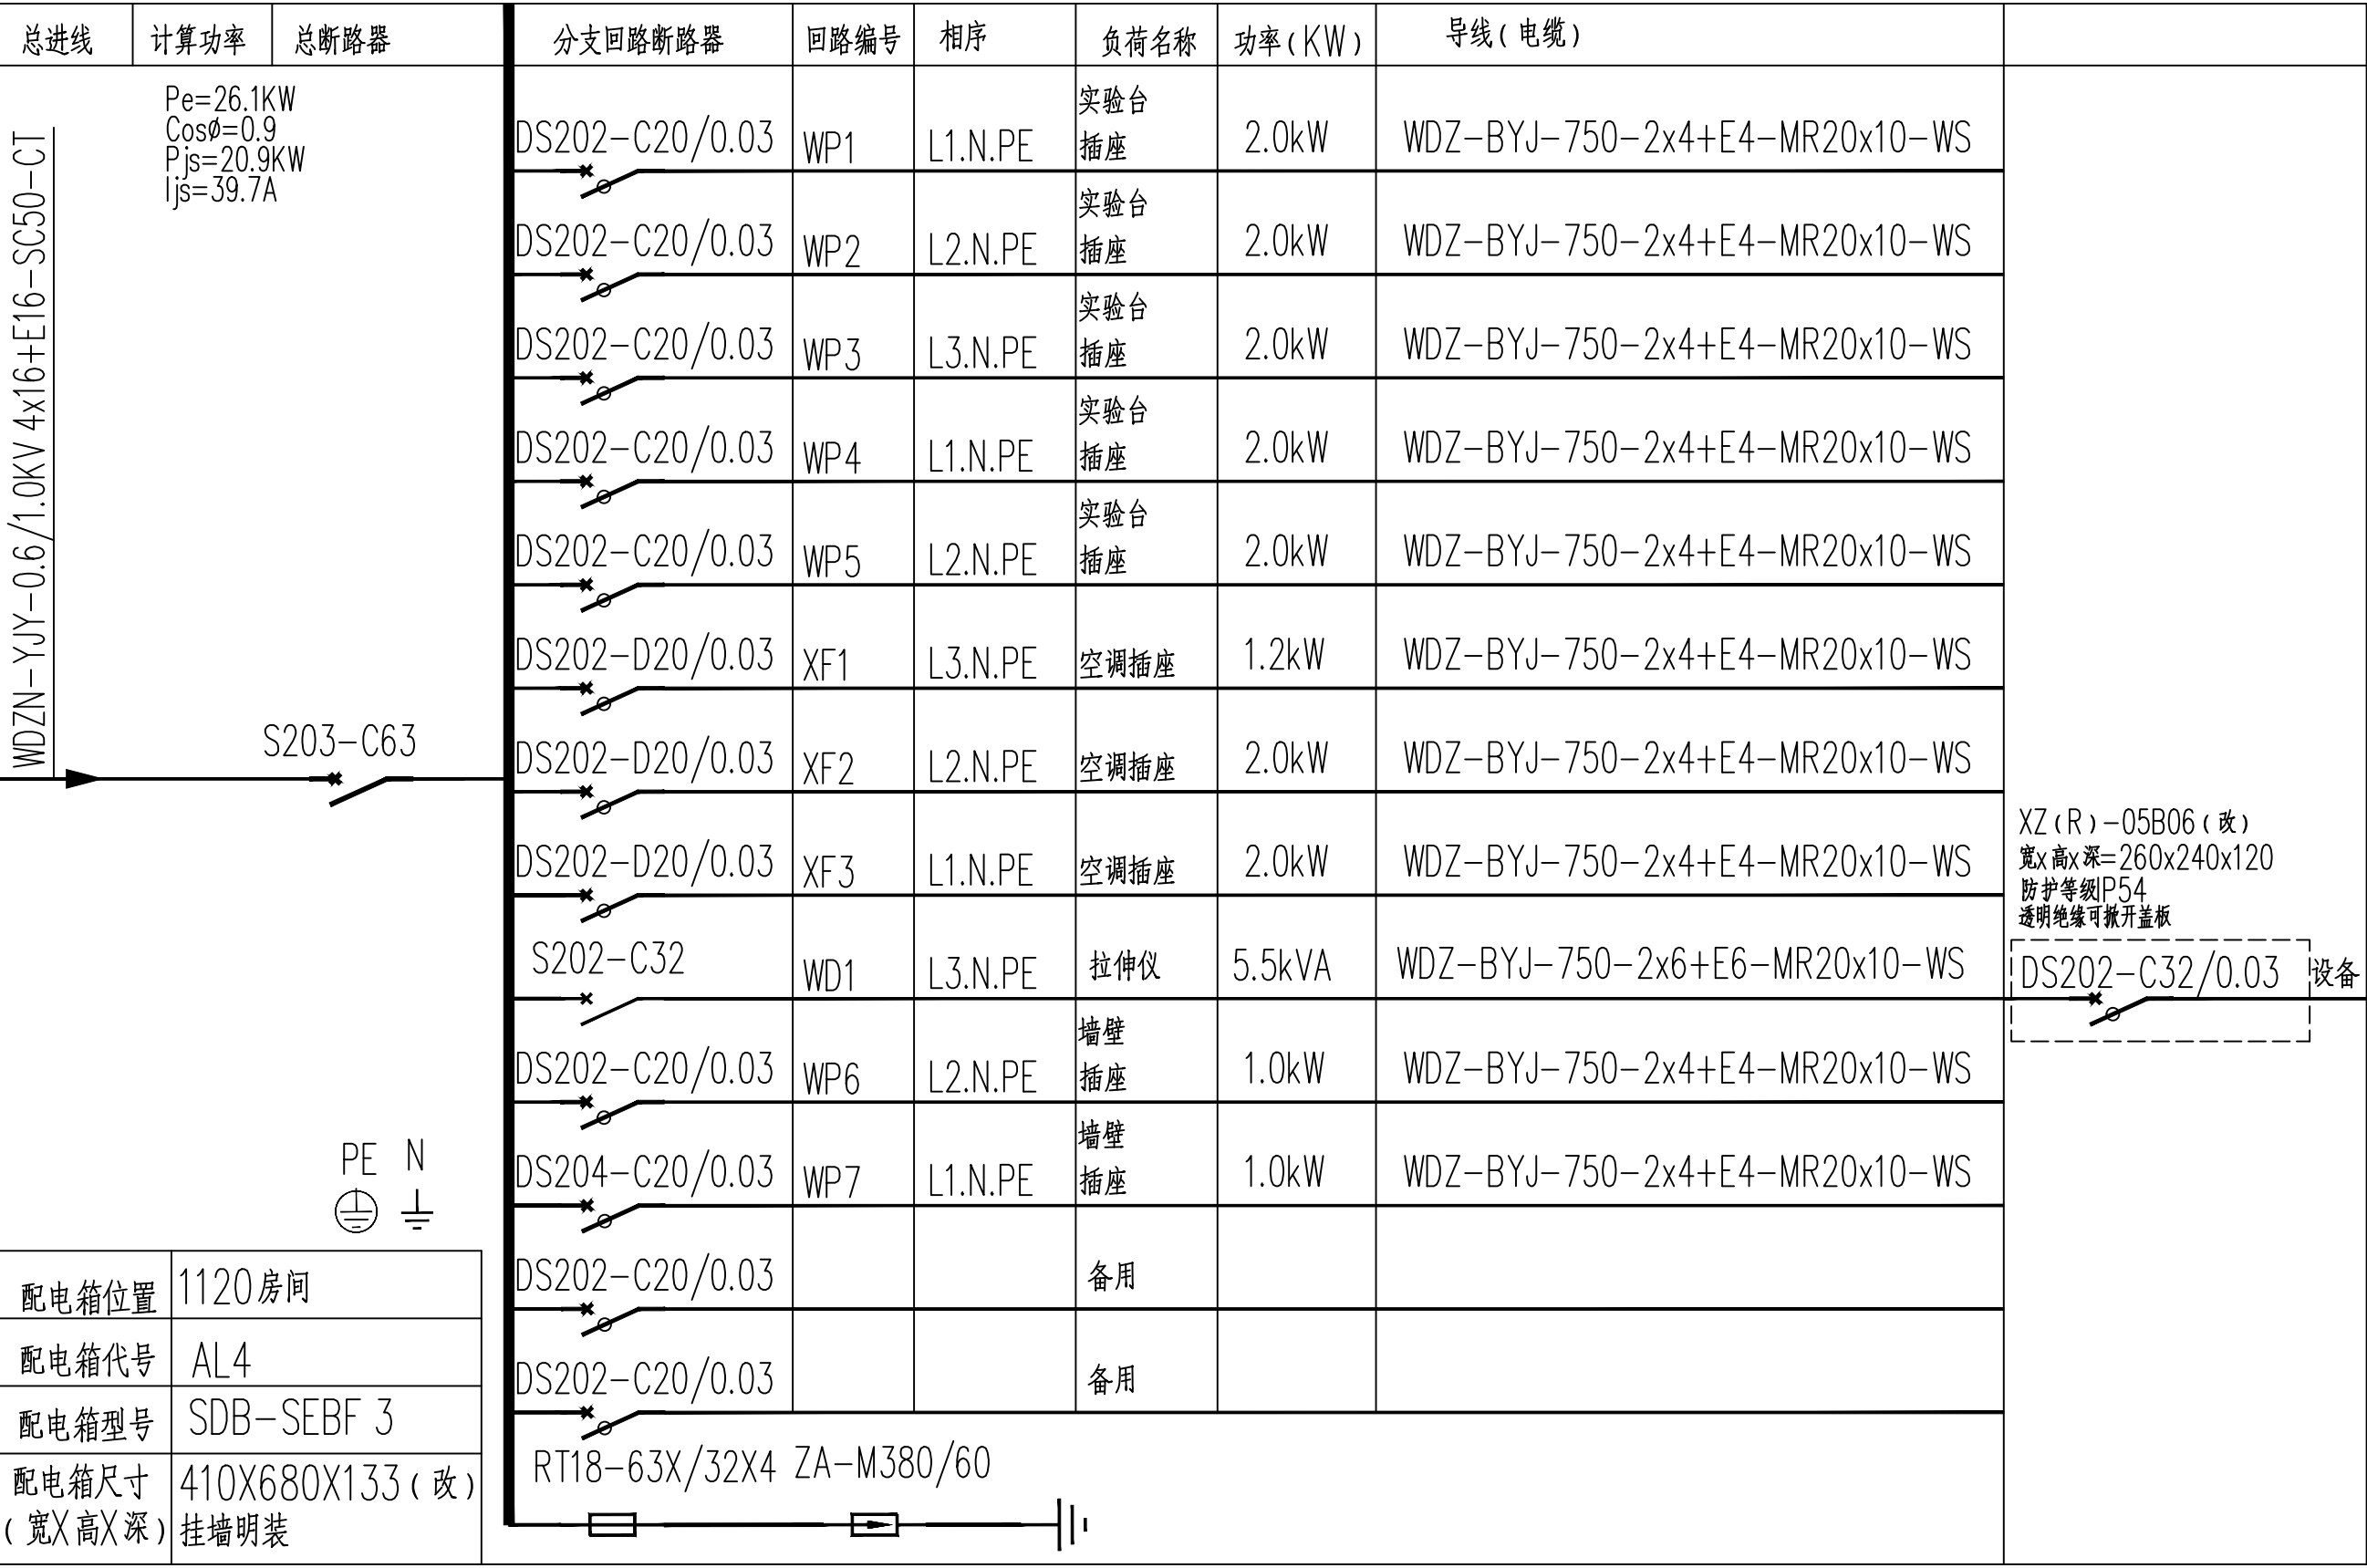 总进线 计算功率 总断路器 分支回路断路器 回路编号 相序 负荷名称 功率(KW) 导线(电缆)
WDZN-YJY-0.6/1.0KV 4x16+E16-SC50-CT
Pe=26.1KW
Cosø=0.9
Pjs=20.9KW
Ijs=39.7A
S203-C63
DS202-C20/0.03 WP1 L1.N.PE 实验台插座 2.0kW WDZ-BYJ-750-2x4+E4-MR20x10-WS
DS202-C20/0.03 WP2 L2.N.PE 实验台插座 2.0kW WDZ-BYJ-750-2x4+E4-MR20x10-WS
DS202-C20/0.03 WP3 L3.N.PE 实验台插座 2.0kW WDZ-BYJ-750-2x4+E4-MR20x10-WS
DS202-C20/0.03 WP4 L1.N.PE 实验台插座 2.0kW WDZ-BYJ-750-2x4+E4-MR20x10-WS
DS202-C20/0.03 WP5 L2.N.PE 实验台插座 2.0kW WDZ-BYJ-750-2x4+E4-MR20x10-WS
DS202-D20/0.03 XF1 L3.N.PE 空调插座 1.2kW WDZ-BYJ-750-2x4+E4-MR20x10-WS
DS202-D20/0.03 XF2 L2.N.PE 空调插座 2.0kW WDZ-BYJ-750-2x4+E4-MR20x10-WS
DS202-D20/0.03 XF3 L1.N.PE 空调插座 2.0kW WDZ-BYJ-750-2x4+E4-MR20x10-WS
S202-C32 WD1 L3.N.PE 拉伸仪 5.5kVA WDZ-BYJ-750-2x6+E6-MR20x10-WS
XZ(R)-05B06(改)
宽x高x深=260x240x120
防护等级IP54
透明绝缘可掀开盖板
DS202-C32/0.03 设备
DS202-C20/0.03 WP6 L2.N.PE 墙壁插座 1.0kW WDZ-BYJ-750-2x4+E4-MR20x10-WS
DS204-C20/0.03 WP7 L1.N.PE 墙壁插座 1.0kW WDZ-BYJ-750-2x4+E4-MR20x10-WS
DS202-C20/0.03 备用
DS202-C20/0.03 备用
RT18-63X/32X4 ZA-M380/60
PE N
配电箱位置 1120房间
配电箱代号 AL4
配电箱型号 SDB-SEBF 3
配电箱尺寸 410X680X133(改)
(宽X高X深) 挂墙明装